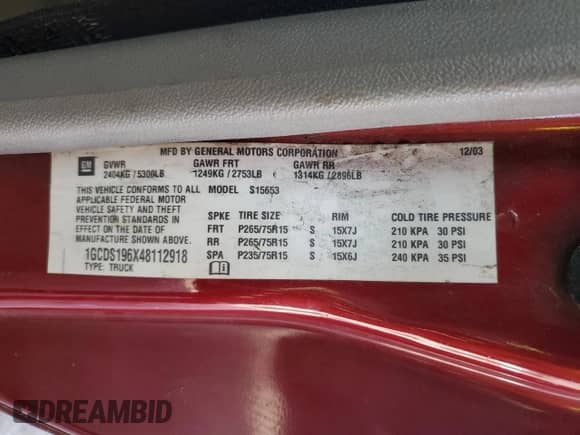 MFD BY GENERAL MOTORS CORPORATION 12/03
GM GVWR GAWR FRT GAWR RR
2404KG / 5300LB 1249KG / 2753LB 1314KG / 2896LB
THIS VEHICLE CONFORMS TO ALL MODEL S15653
APPLICABLE FEDERAL MOTOR
VEHICLE SAFETY AND THEFT SPKE TIRE SIZE RIM COLD TIRE PRESSURE
PREVENTION STANDARDS IN FRT P265/75R15 S 15X7J 210 KPA 30 PSI
EFFECT ON THE DATE OF RR P265/75R15 S 15X7J 210 KPA 30 PSI
MANUFACTURE SHOWN ABOVE.
1GCDS196X48112918 SPA P235/75R15 S 15X6J 240 KPA 35 PSI
TYPE: TRUCK
DREAMBID